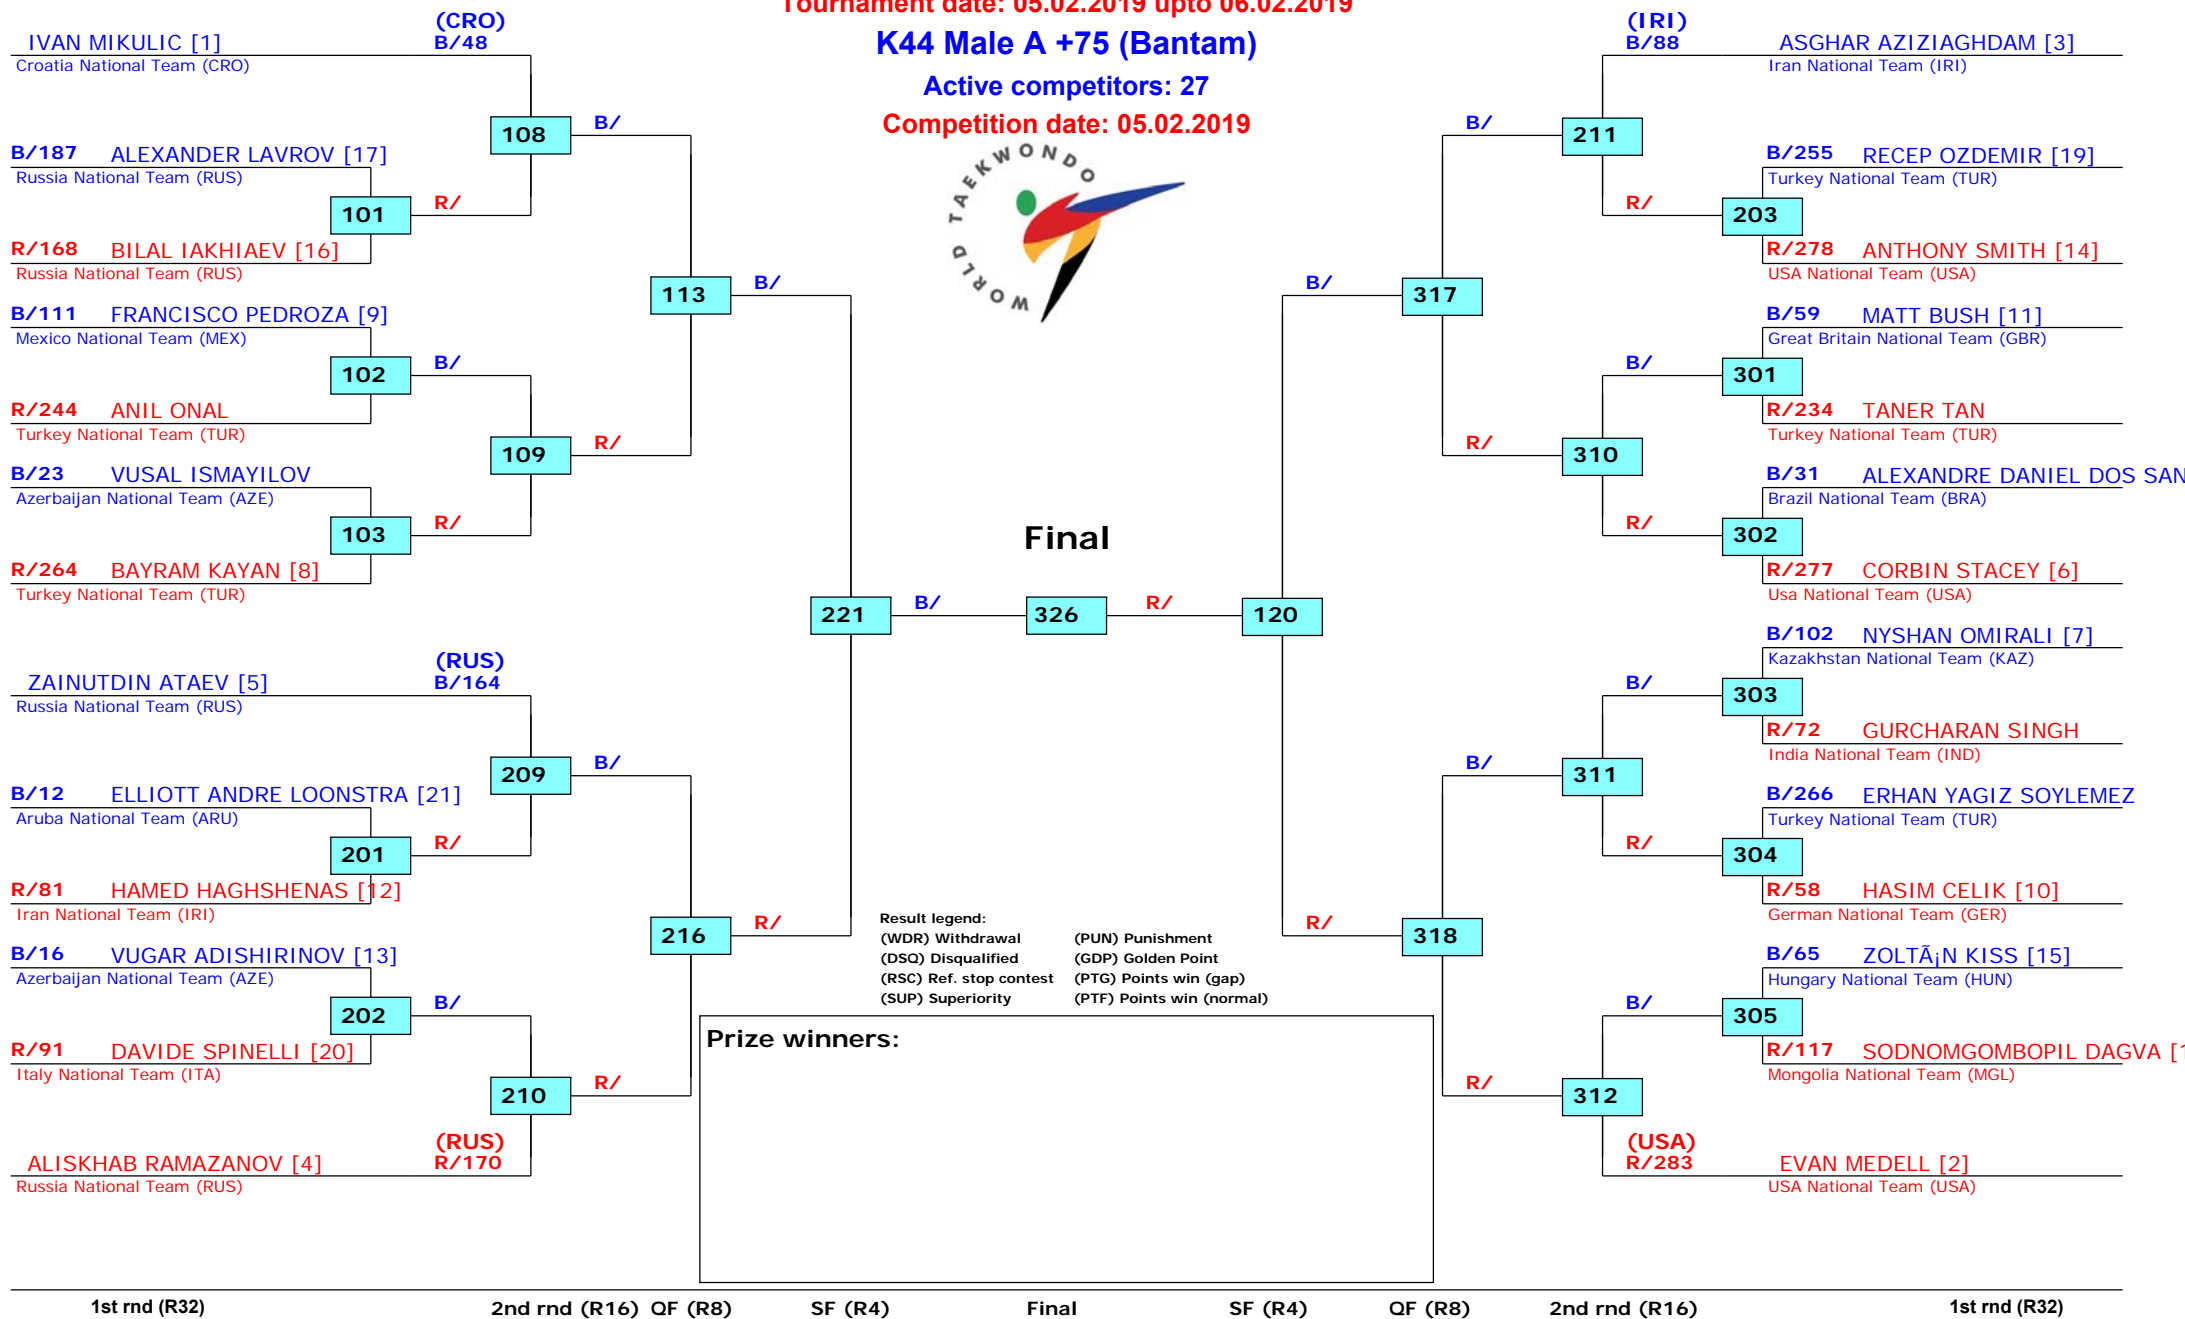 Tournament date: 05.02.2019 upto 06.02.2019
K44 Male A +75 (Bantam)
Active competitors: 27
Competition date: 05.02.2019
WORLD TAEKWONDO
(CRO)
IVAN MIKULIC [1] B/48
Croatia National Team (CRO)
108 B/
B/187 ALEXANDER LAVROV [17]
Russia National Team (RUS)
101 R/
R/168 BILAL IAKHIAEV [16]
Russia National Team (RUS)
113 B/
B/111 FRANCISCO PEDROZA [9]
Mexico National Team (MEX)
102 B/
R/244 ANIL ONAL
Turkey National Team (TUR)
109 R/
B/23 VUSAL ISMAYILOV
Azerbaijan National Team (AZE)
103 R/
R/264 BAYRAM KAYAN [8]
Turkey National Team (TUR)
221 B/
(RUS)
ZAINUTDIN ATAEV [5] B/164
Russia National Team (RUS)
209 B/
B/12 ELLIOTT ANDRE LOONSTRA [21]
Aruba National Team (ARU)
201 R/
R/81 HAMED HAGHSHENAS [12]
Iran National Team (IRI)
216 R/
B/16 VUGAR ADISHIRINOV [13]
Azerbaijan National Team (AZE)
202 B/
R/91 DAVIDE SPINELLI [20]
Italy National Team (ITA)
210 R/
(RUS)
ALISKHAB RAMAZANOV [4] R/170
Russia National Team (RUS)
Final
326
(IRI)
B/88 ASGHAR AZIZIAGHDAM [3]
Iran National Team (IRI)
B/ 211
B/255 RECEP OZDEMIR [19]
Turkey National Team (TUR)
R/ 203
R/278 ANTHONY SMITH [14]
USA National Team (USA)
B/ 317
B/59 MATT BUSH [11]
Great Britain National Team (GBR)
B/ 301
R/234 TANER TAN
Turkey National Team (TUR)
R/ 310
B/31 ALEXANDRE DANIEL DOS SAN
Brazil National Team (BRA)
R/ 302
R/277 CORBIN STACEY [6]
Usa National Team (USA)
R/ 120
B/102 NYSHAN OMIRALI [7]
Kazakhstan National Team (KAZ)
B/ 303
R/72 GURCHARAN SINGH
India National Team (IND)
B/ 311
B/266 ERHAN YAGIZ SOYLEMEZ
Turkey National Team (TUR)
R/ 304
R/58 HASIM CELIK [10]
German National Team (GER)
R/ 318
B/65 ZOLTÃ¡N KISS [15]
Hungary National Team (HUN)
B/ 305
R/117 SODNOMGOMBOPIL DAGVA [1
Mongolia National Team (MGL)
R/ 312
(USA)
R/283 EVAN MEDELL [2]
USA National Team (USA)
Result legend:
(WDR) Withdrawal (PUN) Punishment
(DSQ) Disqualified (GDP) Golden Point
(RSC) Ref. stop contest (PTG) Points win (gap)
(SUP) Superiority (PTF) Points win (normal)
Prize winners:
1st rnd (R32) 2nd rnd (R16) QF (R8) SF (R4) Final SF (R4) QF (R8) 2nd rnd (R16) 1st rnd (R32)